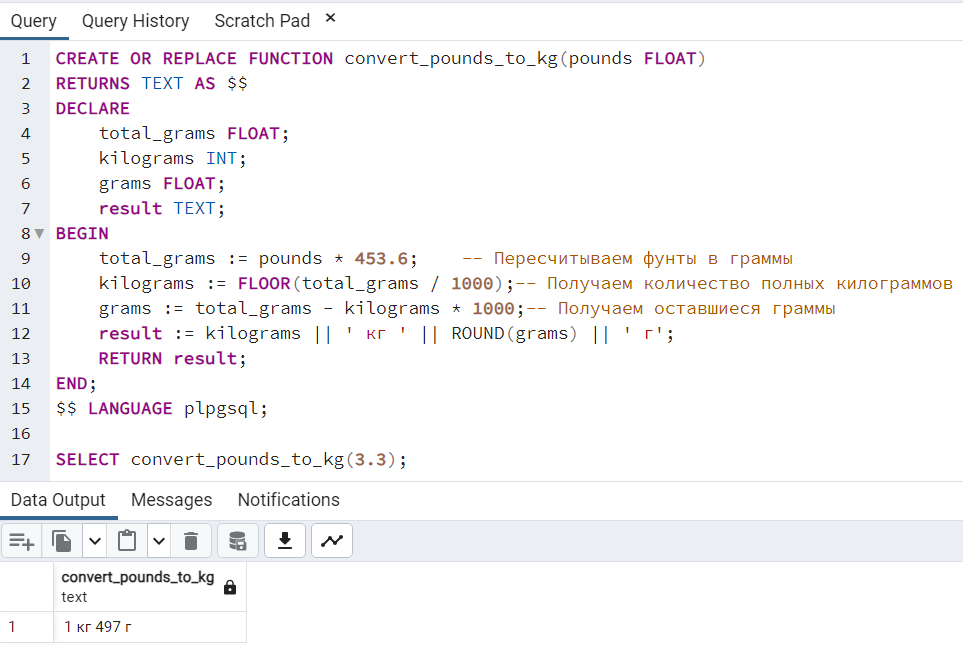 Query Query History Scratch Pad ✕
1 CREATE OR REPLACE FUNCTION convert_pounds_to_kg(pounds FLOAT)
2 RETURNS TEXT AS $$
3 DECLARE
4     total_grams FLOAT;
5     kilograms INT;
6     grams FLOAT;
7     result TEXT;
8 BEGIN
9     total_grams := pounds * 453.6;    -- Пересчитываем фунты в граммы
10     kilograms := FLOOR(total_grams / 1000);-- Получаем количество полных килограммов
11     grams := total_grams - kilograms * 1000;-- Получаем оставшиеся граммы
12     result := kilograms || ' кг ' || ROUND(grams) || ' г';
13     RETURN result;
14 END;
15 $$ LANGUAGE plpgsql;
16
17 SELECT convert_pounds_to_kg(3.3);
Data Output Messages Notifications
convert_pounds_to_kg
text
1 1 кг 497 г